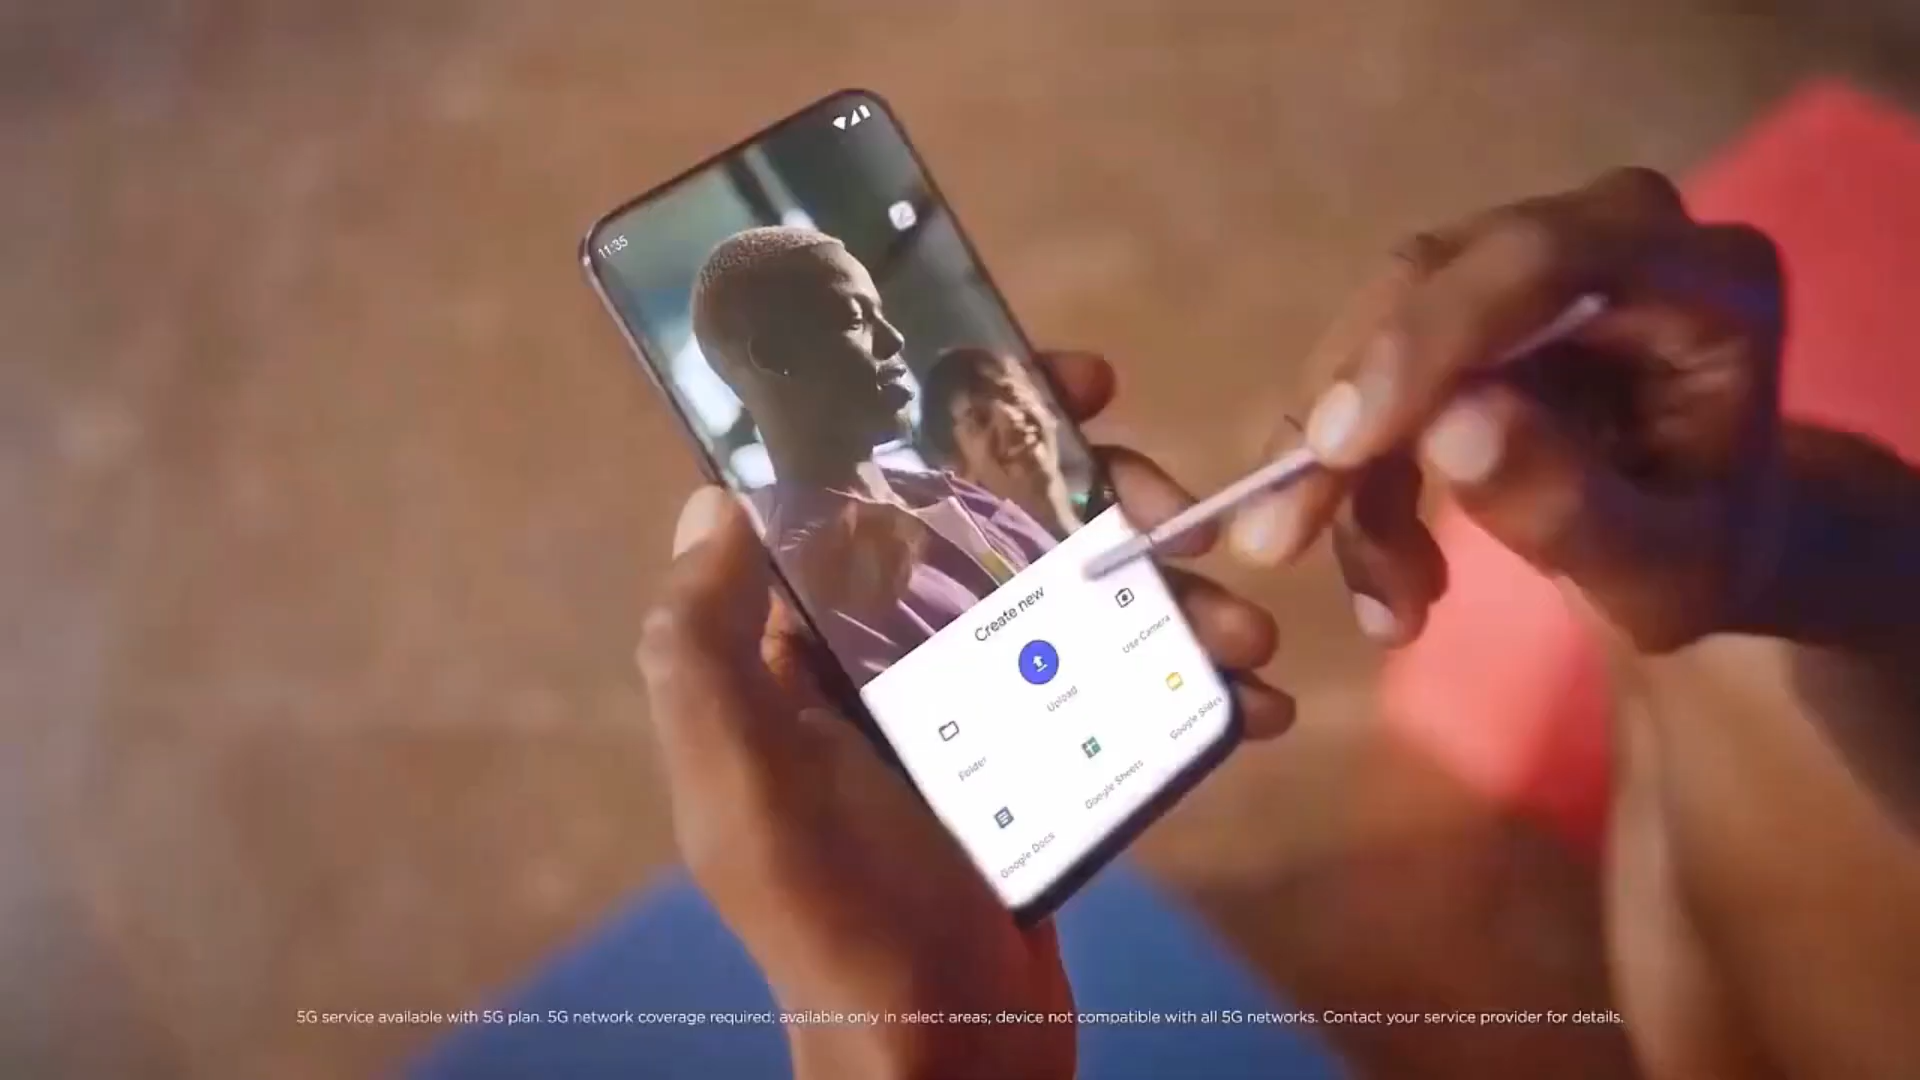 11:35
Create new
Folder
Upload
Use Camera
Google Docs
Google Sheets
Google Slides
5G service available with 5G plan. 5G network coverage required; available only in select areas; device not compatible with all 5G networks. Contact your service provider for details.